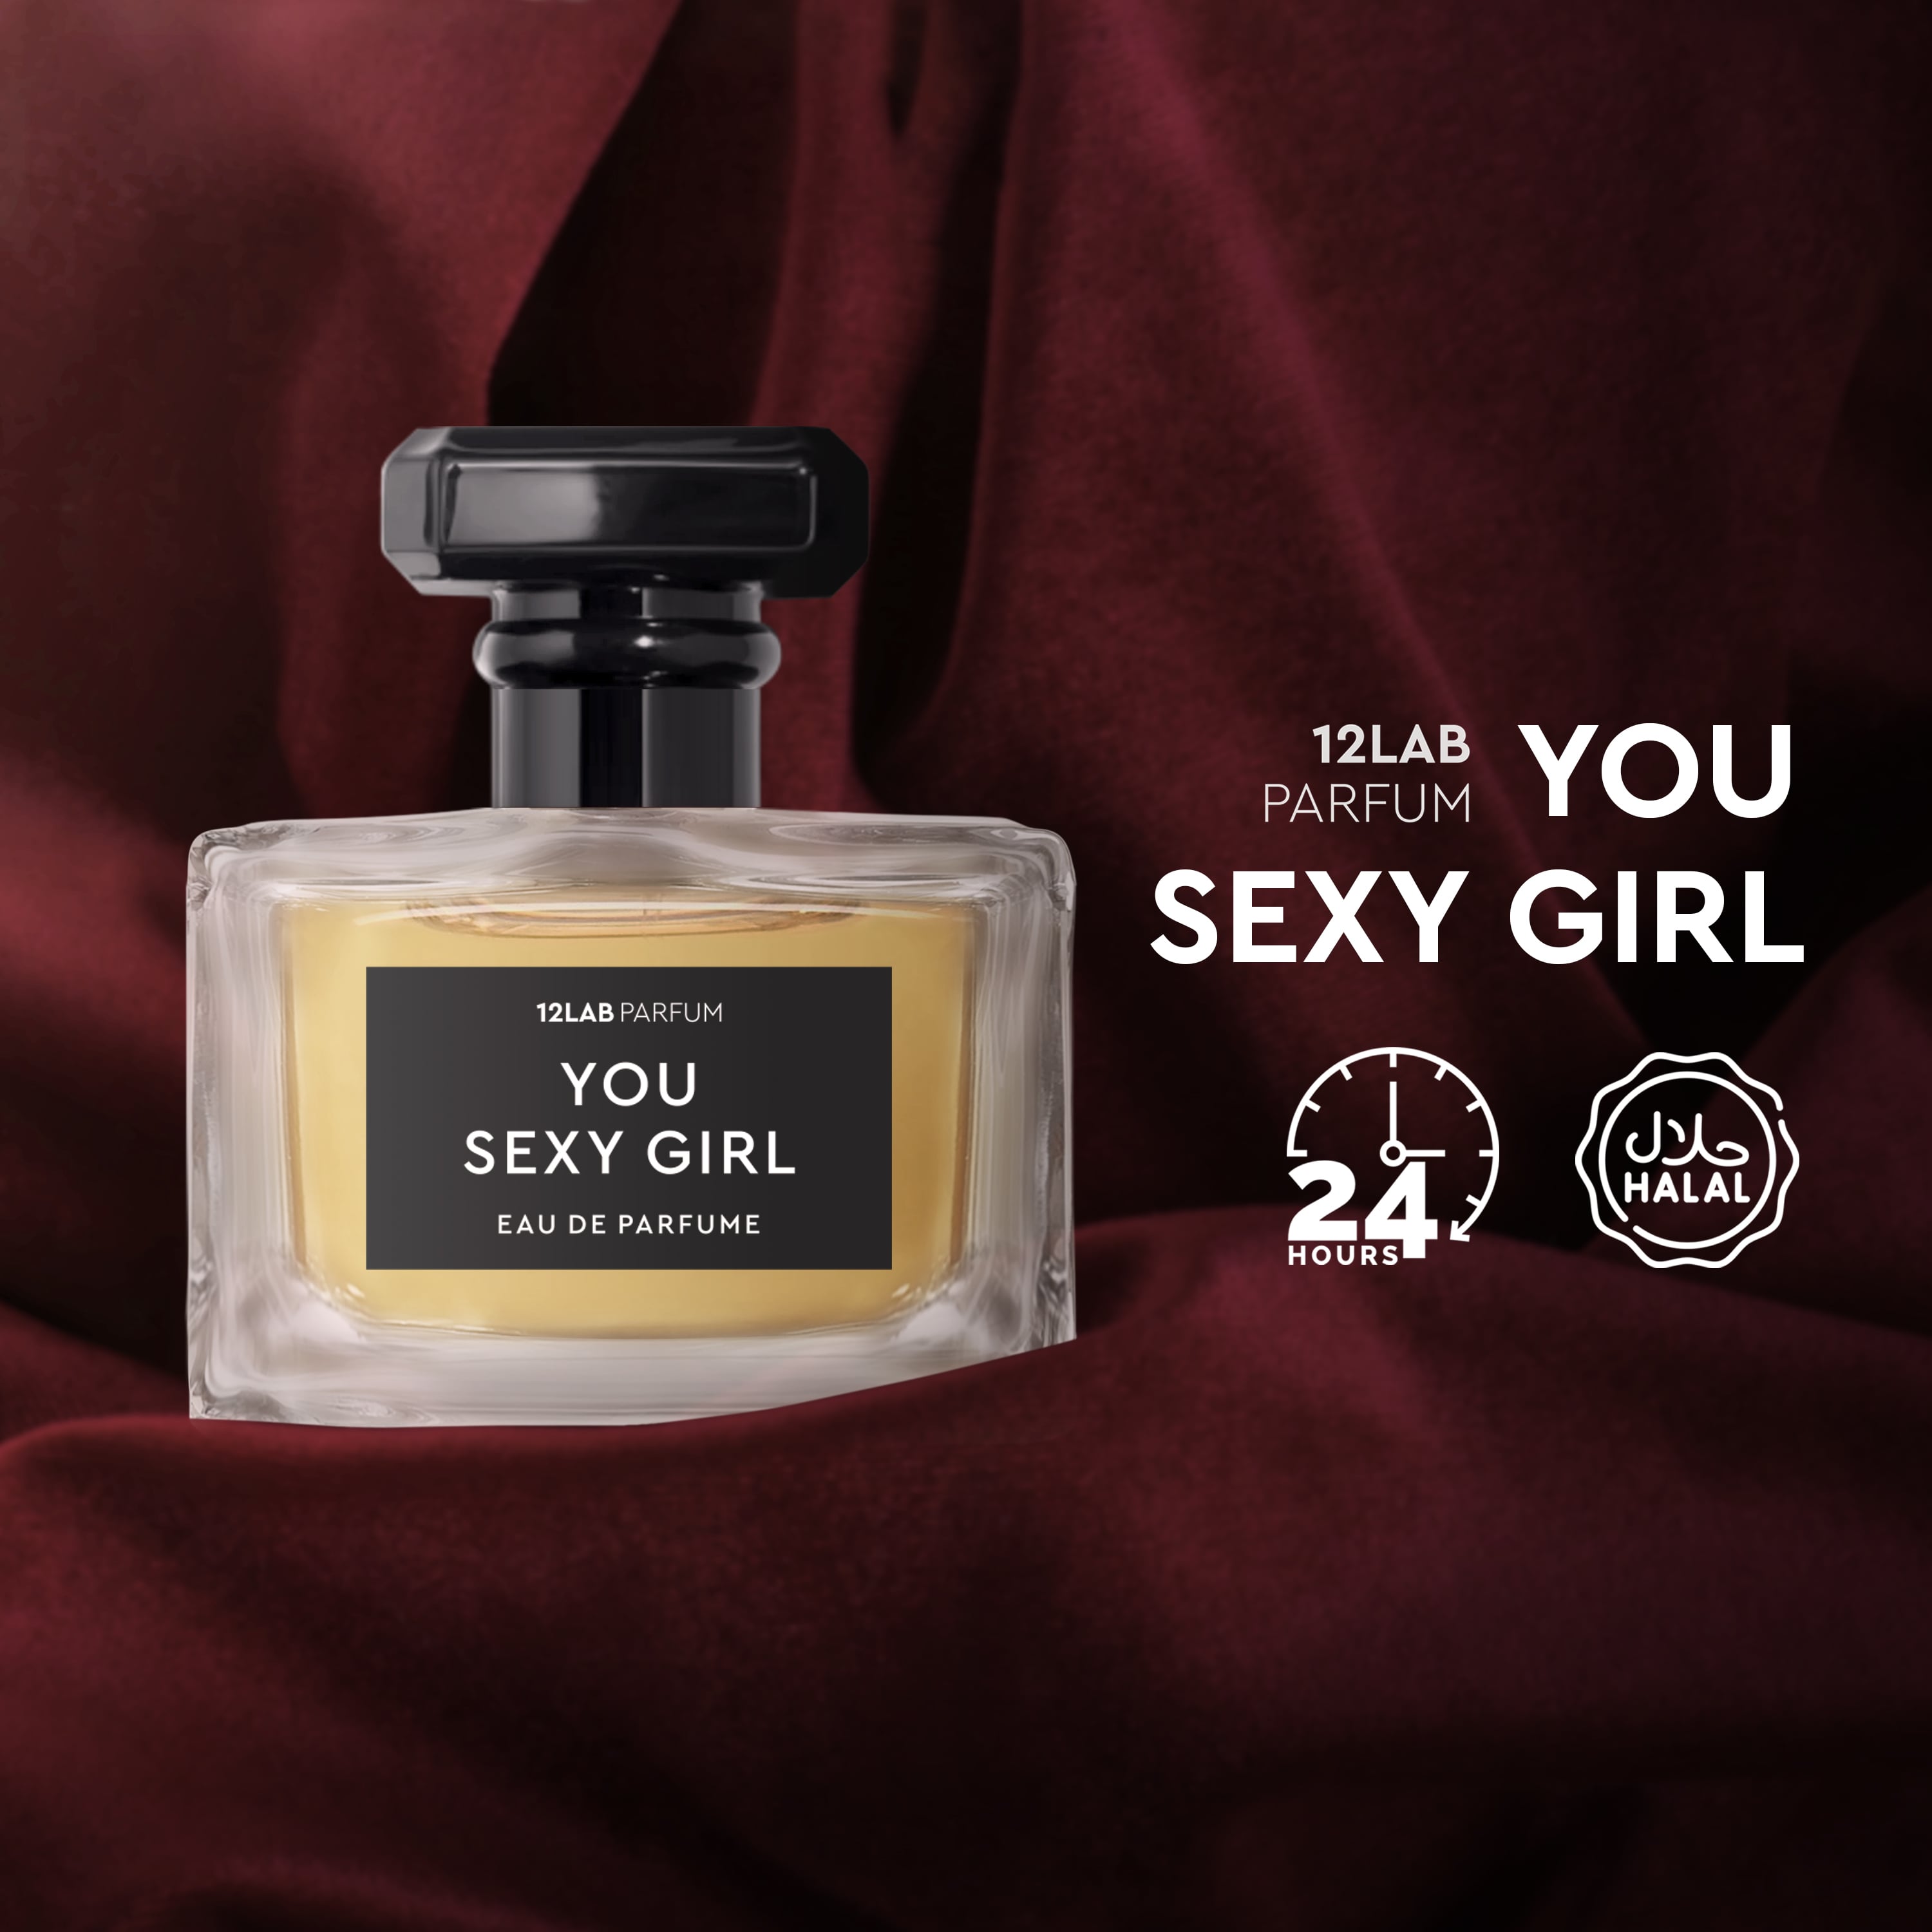 12LAB PARFUM
YOU
SEXY GIRL
EAU DE PARFUME
12LAB
PARFUM
YOU
SEXY GIRL
24
HOURS
حلال
HALAL